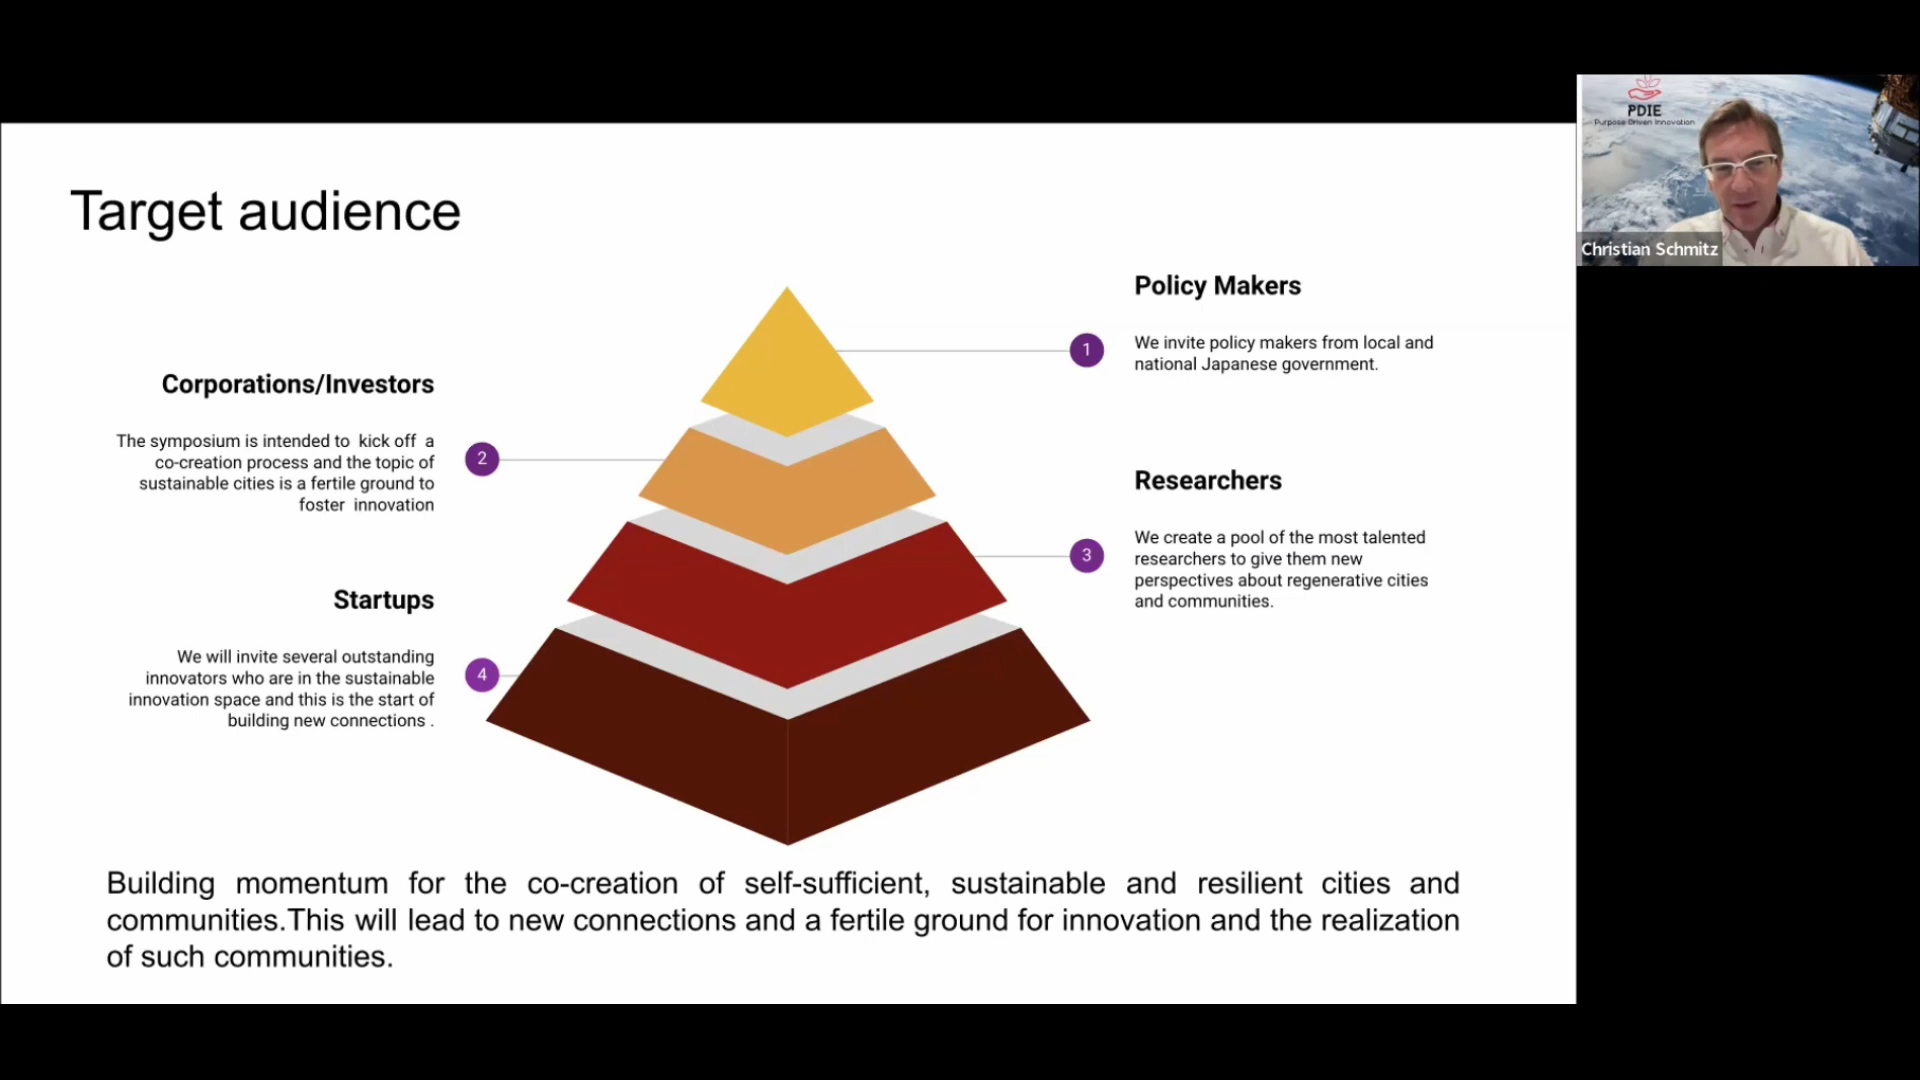 Target audience
Policy Makers
1
We invite policy makers from local and
national Japanese government.
Corporations/Investors
2
The symposium is intended to  kick off  a
co-creation process and the topic of
sustainable cities is a fertile ground to
foster  innovation
Researchers
3
We create a pool of the most talented
researchers to give them new
perspectives about regenerative cities
and communities.
Startups
4
We will invite several outstanding
innovators who are in the sustainable
innovation space and this is the start of
building new connections .
Building momentum for the co-creation of self-sufficient, sustainable and resilient cities and
communities.This will lead to new connections and a fertile ground for innovation and the realization
of such communities.
PDIE
Purpose Driven Innovation
Christian Schmitz